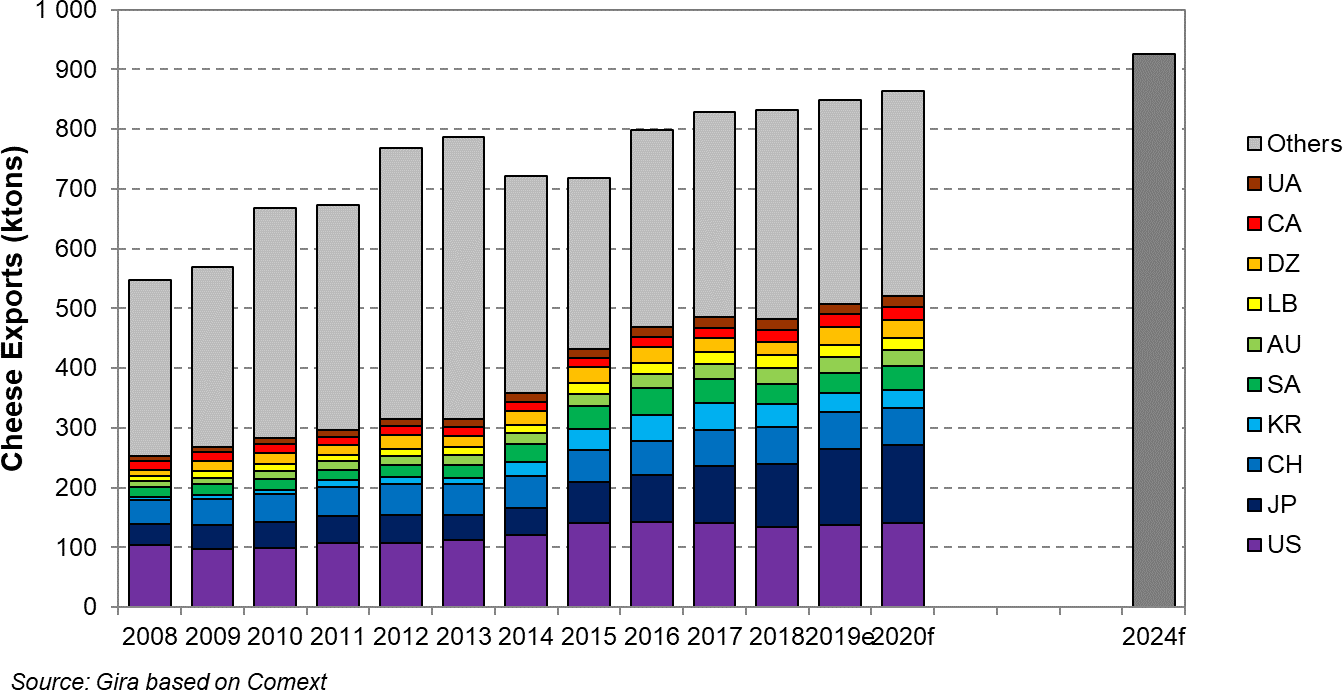 Cheese Exports (ktons)
1 000
900
800
700
600
500
400
300
200
100
0
2008 2009 2010 2011 2012 2013 2014 2015 2016 2017 2018 2019e 2020f 2024f
Others
UA
CA
DZ
LB
AU
SA
KR
CH
JP
US
Source: Gira based on Comext